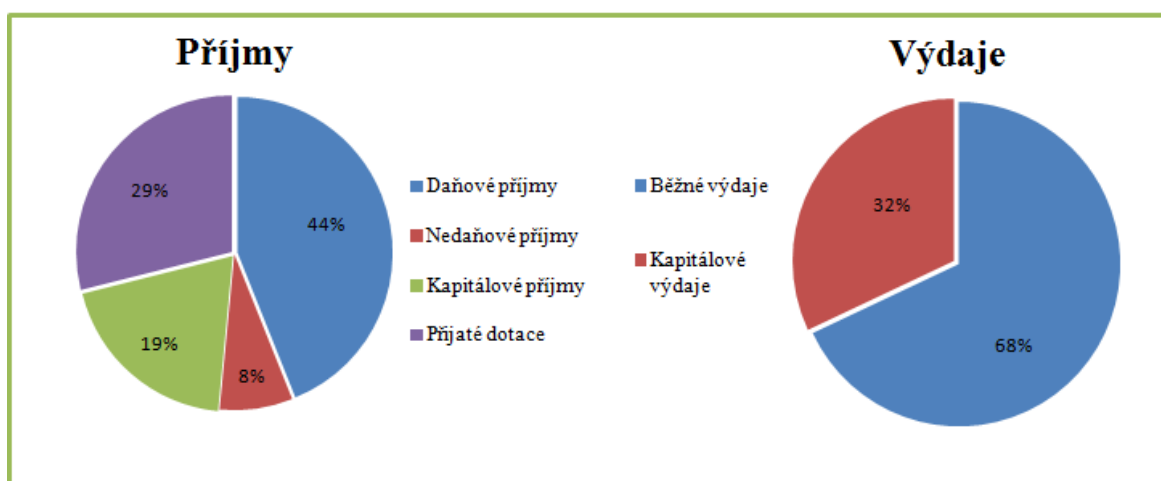 Příjmy
29%
44%
19%
8%
Daňové příjmy
Nedaňové příjmy
Kapitálové příjmy
Přijaté dotace
Výdaje
Běžné výdaje
Kapitálové
výdaje
32%
68%